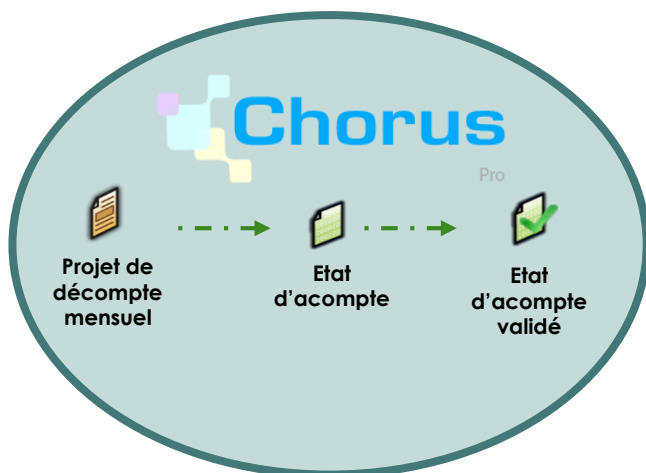 Chorus
Pro
Projet de
décompte
mensuel
Etat
d’acompte
Etat
d’acompte
validé